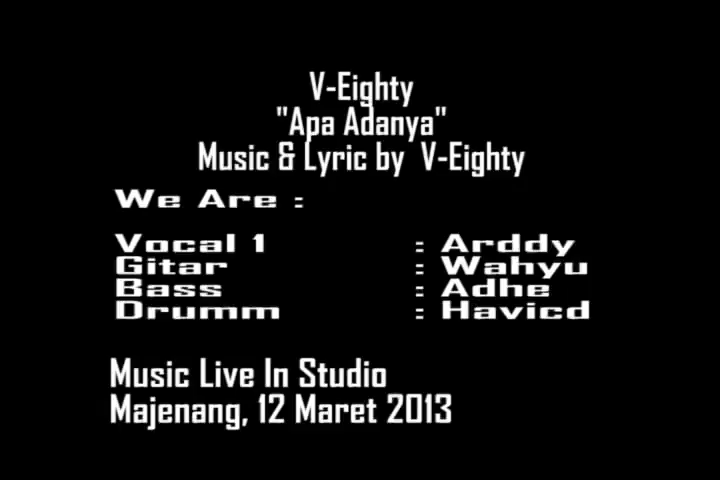 V-Eighty
"Apa Adanya"
Music & Lyric by V-Eighty
We Are :
Vocal 1 : Arddy
Gitar : Wahyu
Bass : Adhe
Drumm : Havicd
Music Live In Studio
Majenang, 12 Maret 2013